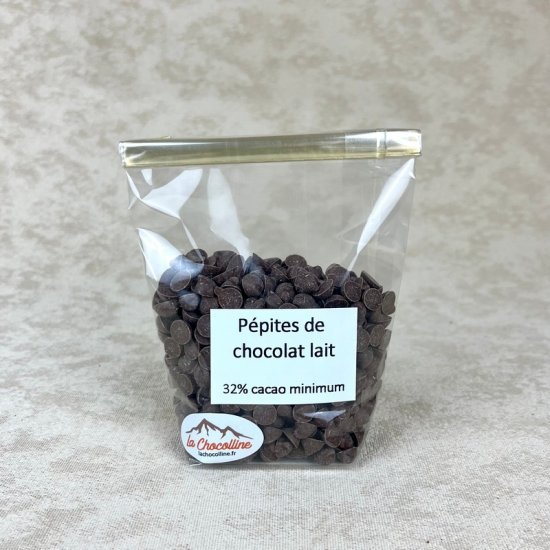 Pépites de
chocolat lait
32% cacao minimum
la Chocolline
lachocolline.fr